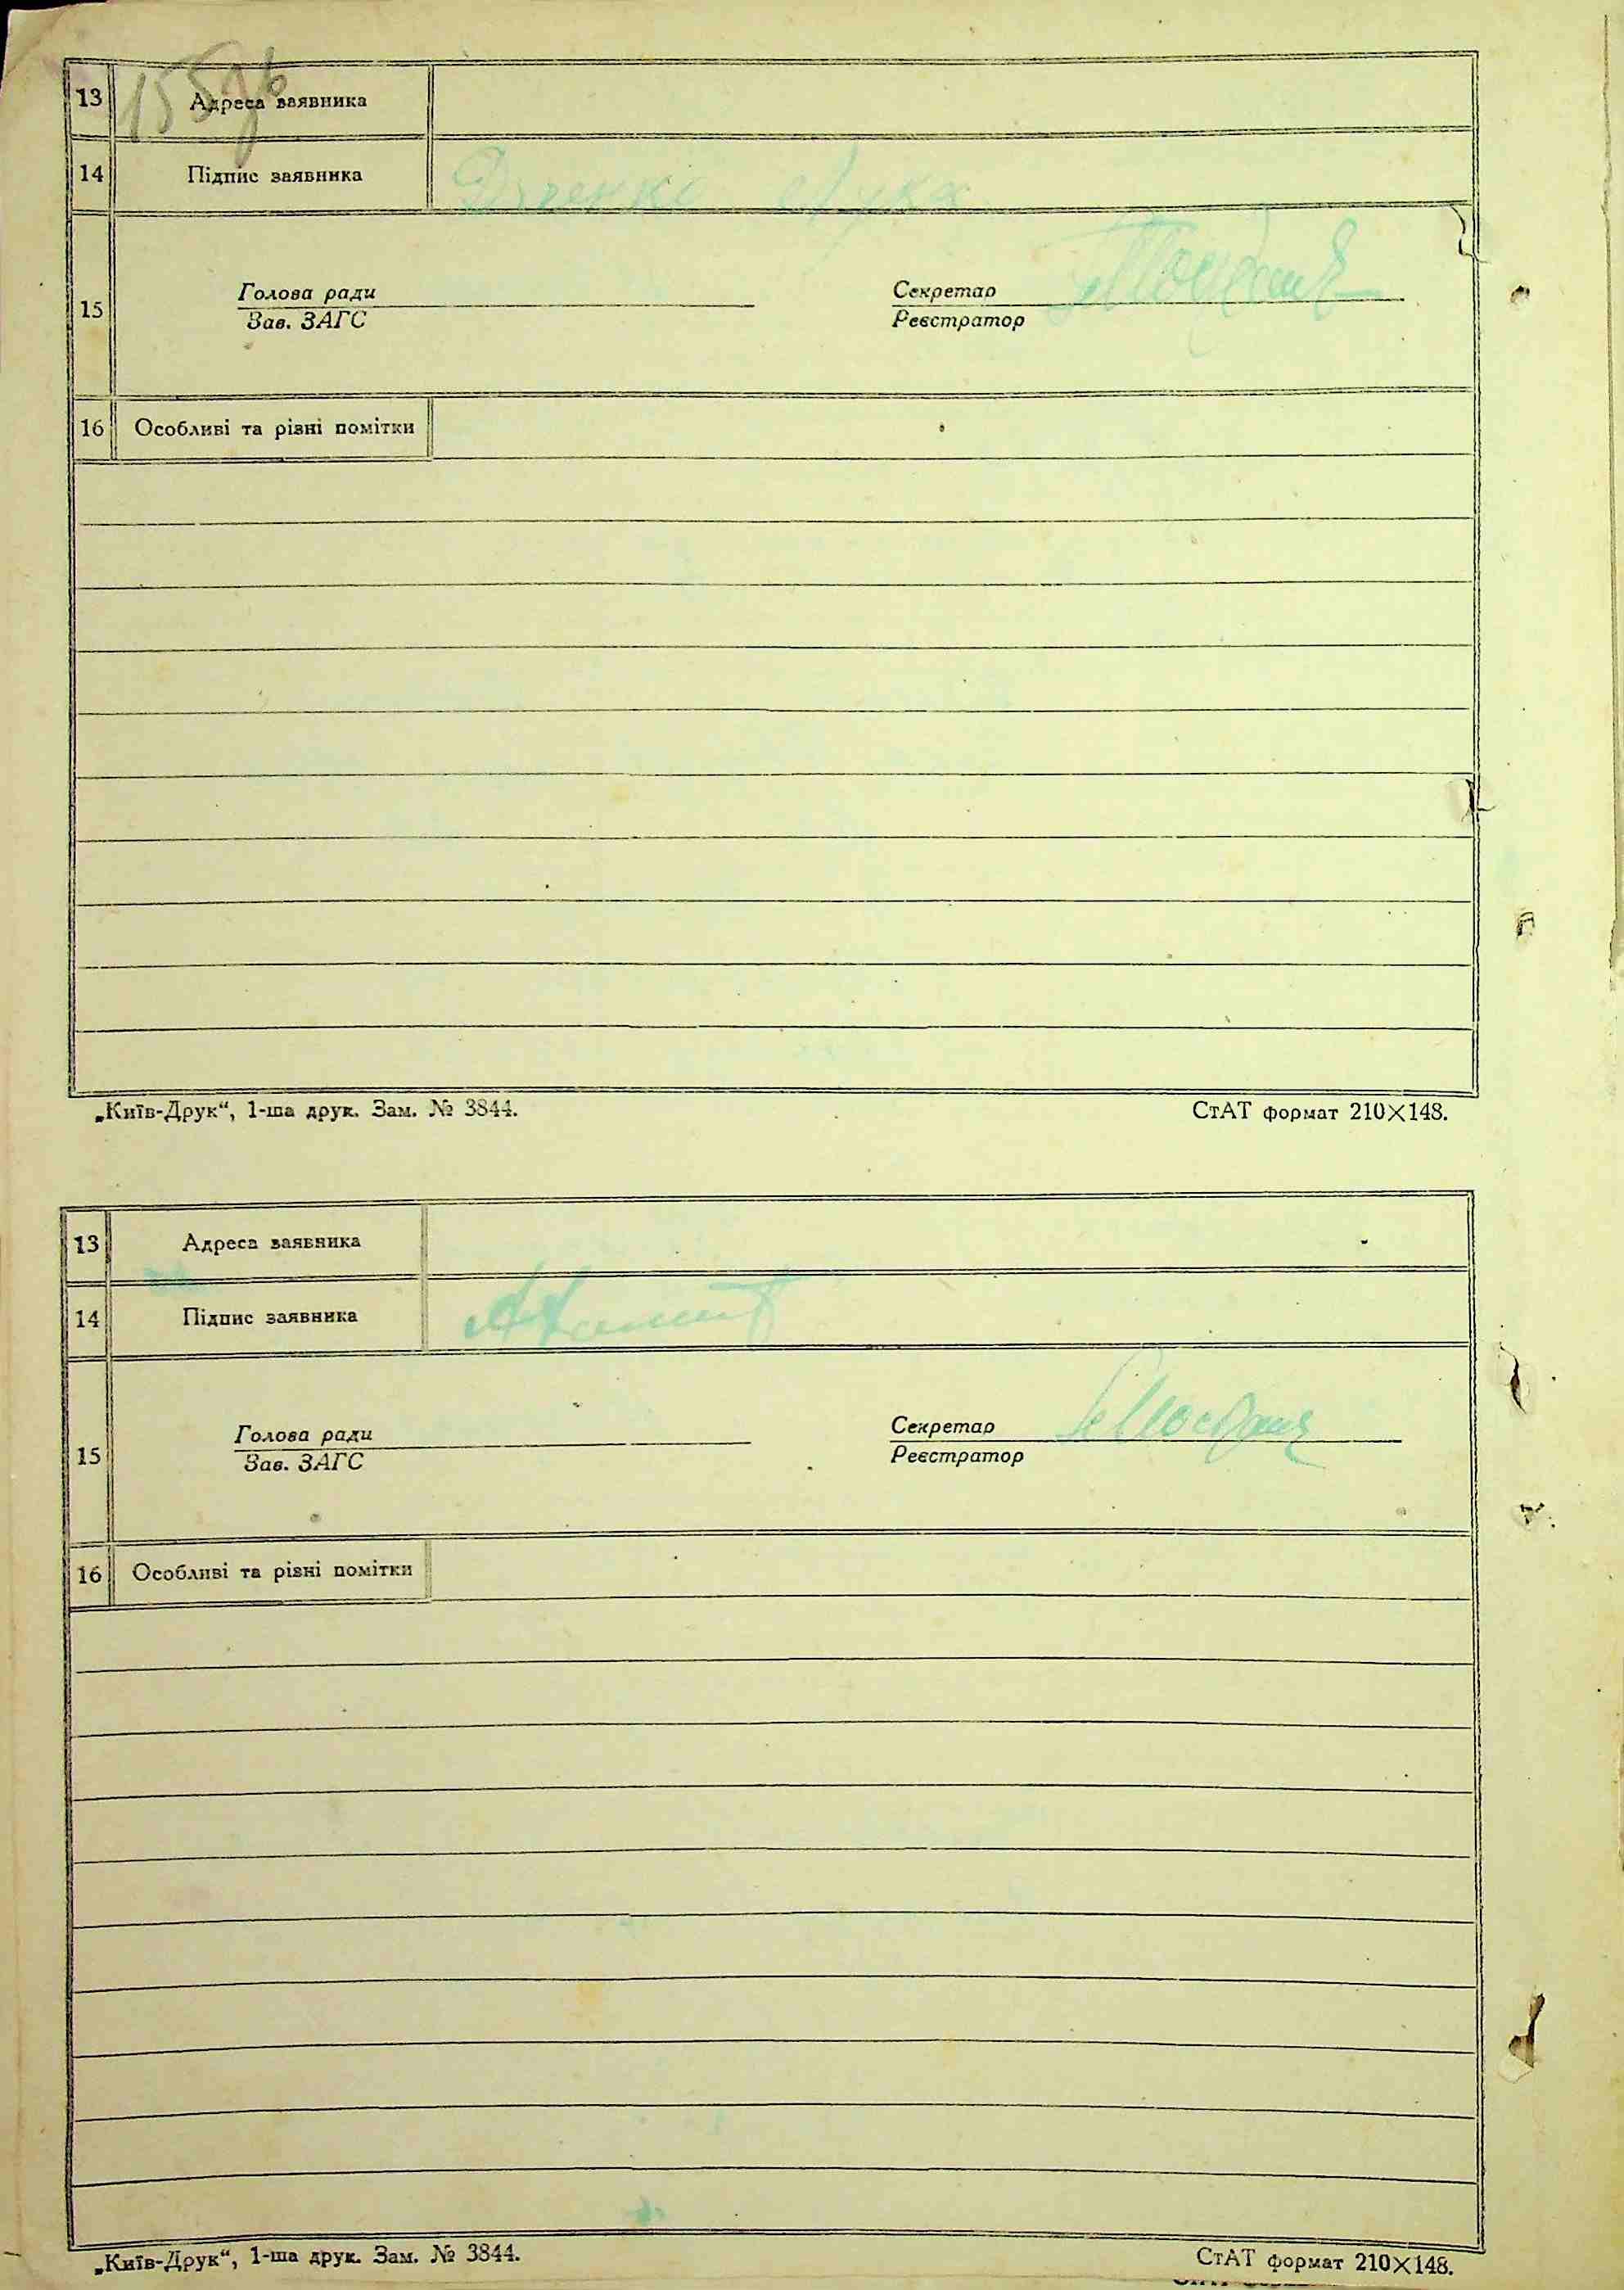 155зв
13 Адреса заявника
14 Підпис заявника Дяченко Лука
15 Голова ради Секретар
Зав. ЗАГС Реєстратор
16 Особливі та різні помітки
„Київ-Друк“, 1-ша друк. Зам. № 3844. СтАТ формат 210×148.
13 Адреса заявника
14 Підпис заявника
15 Голова ради Секретар
Зав. ЗАГС Реєстратор
16 Особливі та різні помітки
„Київ-Друк“, 1-ша друк. Зам. № 3844. СтАТ формат 210×148.